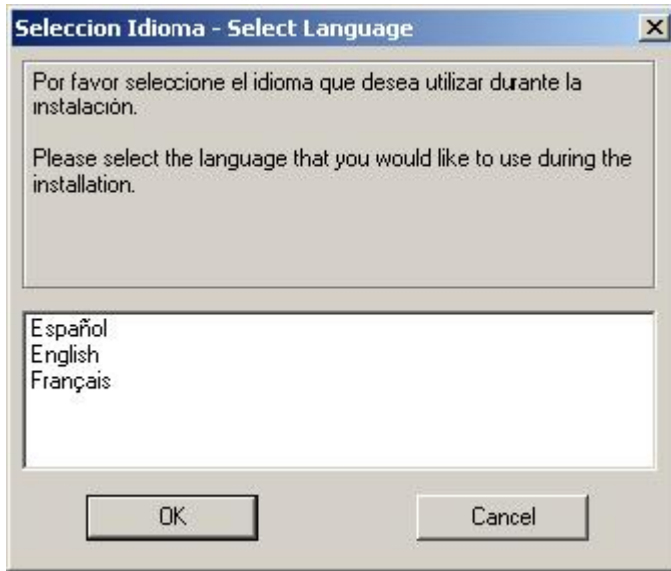 Seleccion Idioma - Select Language
Por favor seleccione el idioma que desea utilizar durante la
instalación.
Please select the language that you would like to use during the
installation.
Español
English
Français
OK
Cancel